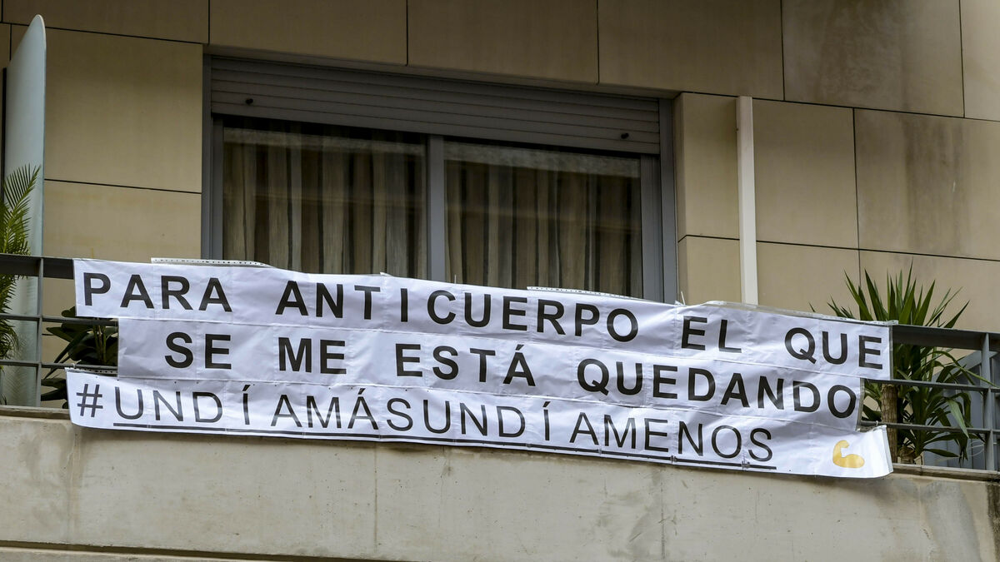 PARA ANTICUERPO EL QUE
SE ME ESTÁ QUEDANDO
#UNDÍAMÁSUNDÍAMENOS